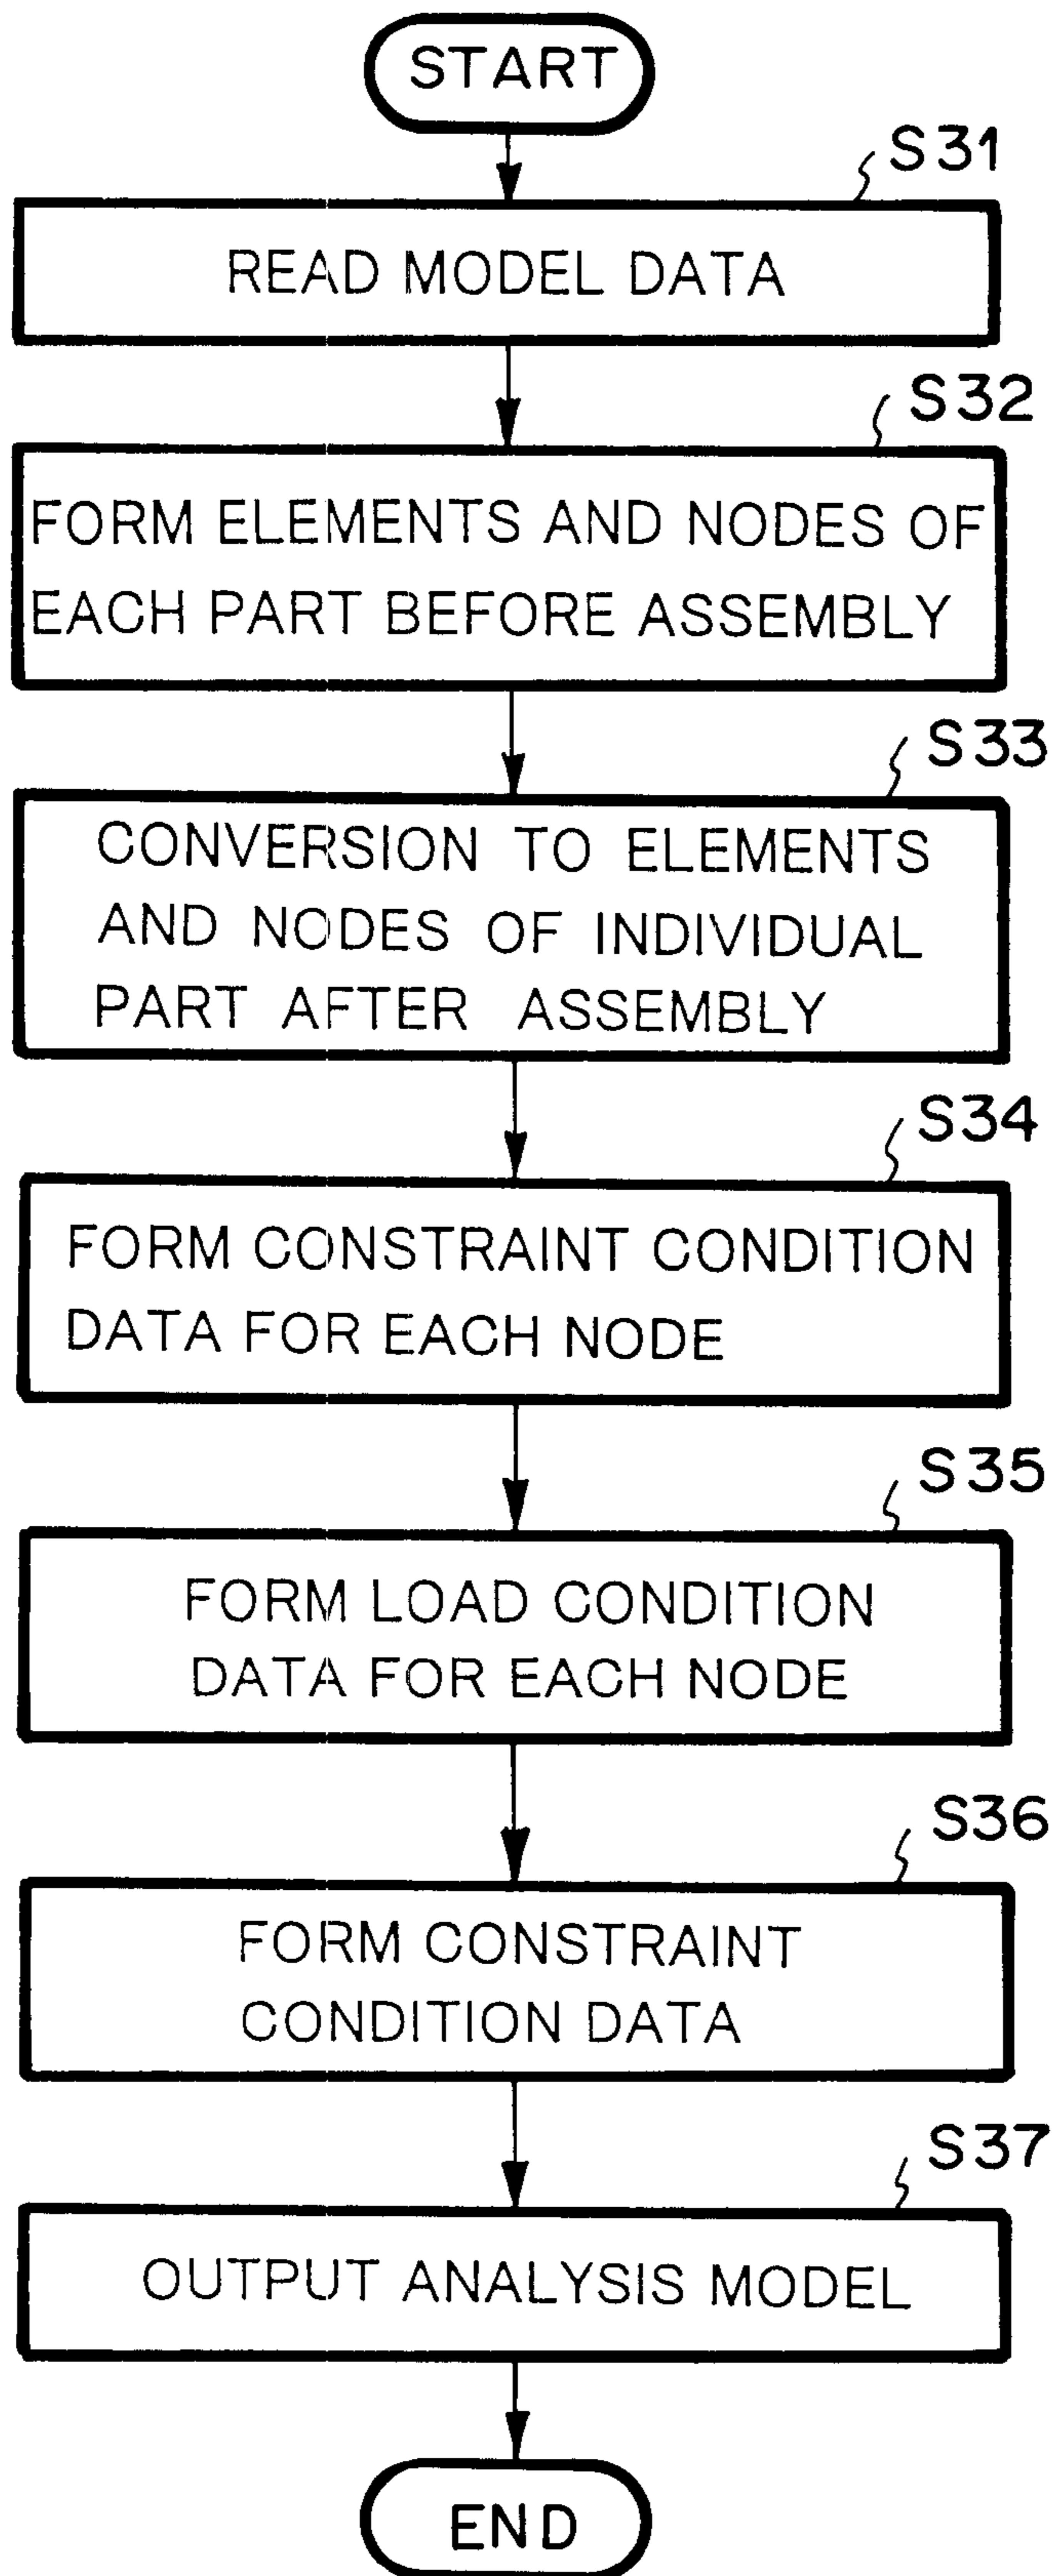 START
S31
READ MODEL DATA
S32
FORM ELEMENTS AND NODES OF
EACH PART BEFORE ASSEMBLY
S33
CONVERSION TO ELEMENTS
AND NODES OF INDIVIDUAL
PART AFTER ASSEMBLY
S34
FORM CONSTRAINT CONDITION
DATA FOR EACH NODE
S35
FORM LOAD CONDITION
DATA FOR EACH NODE
S36
FORM CONSTRAINT
CONDITION DATA
S37
OUTPUT ANALYSIS MODEL
END